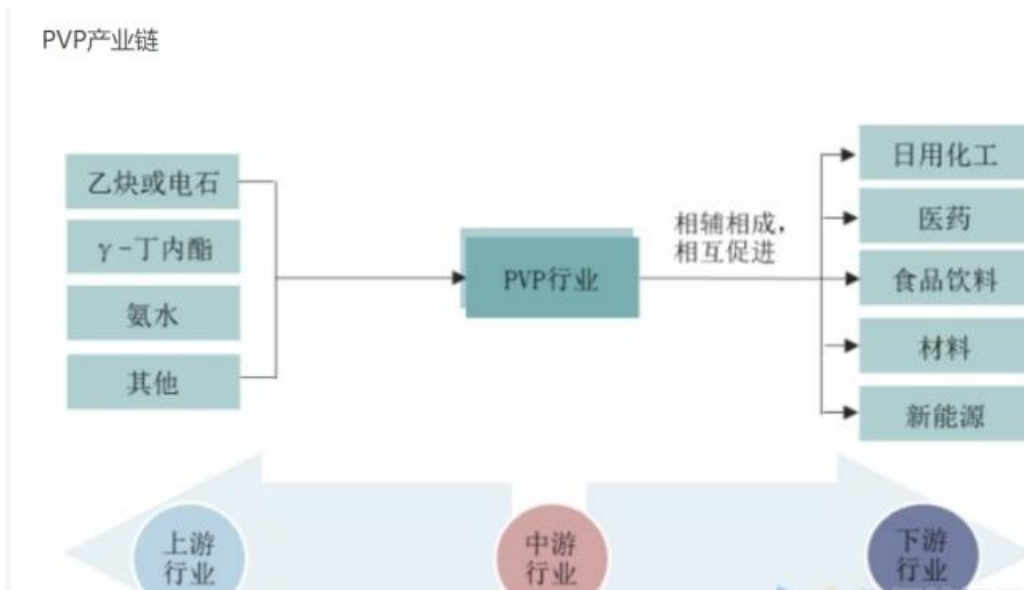 PVP产业链
乙炔或电石
γ-丁内酯
氨水
其他
PVP行业
相辅相成，
相互促进
日用化工
医药
食品饮料
材料
新能源
上游
行业
中游
行业
下游
行业